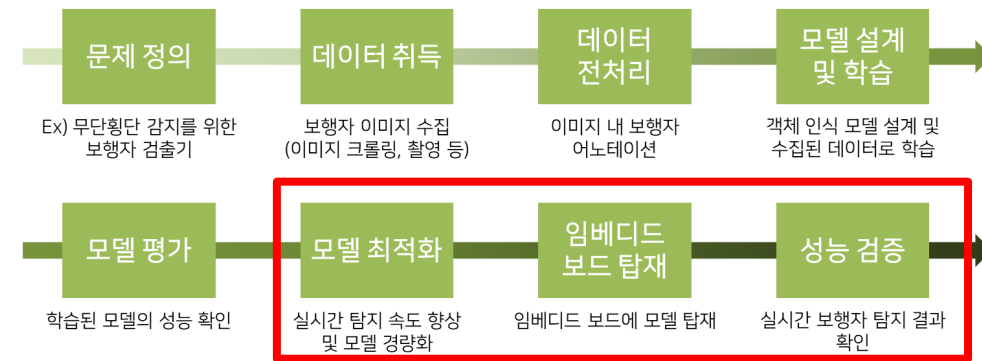 문제 정의
데이터 취득
데이터
전처리
모델 설계
및 학습
Ex) 무단횡단 감지를 위한
보행자 검출기
보행자 이미지 수집
(이미지 크롤링, 촬영 등)
이미지 내 보행자
어노테이션
객체 인식 모델 설계 및
수집된 데이터로 학습
모델 평가
모델 최적화
임베디드
보드 탑재
성능 검증
학습된 모델의 성능 확인
실시간 탐지 속도 향상
및 모델 경량화
임베디드 보드에 모델 탑재
실시간 보행자 탐지 결과
확인